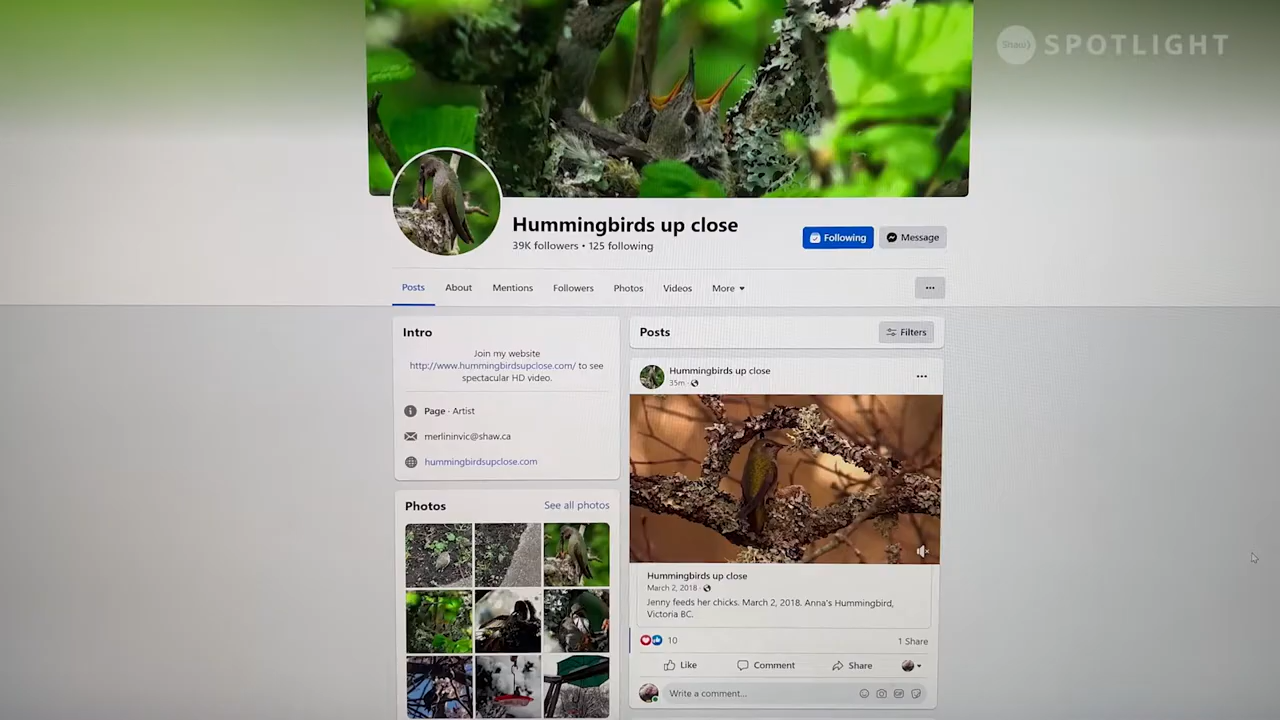 Shaw) SPOTLIGHT
Hummingbirds up close
39K followers • 125 following
Following
Message
Posts
About
Mentions
Followers
Photos
Videos
More
Intro
Join my website
http://www.hummingbirdsupclose.com/ to see
spectacular HD video.
Page · Artist
merlininvic@shaw.ca
hummingbirdsupclose.com
Photos
See all photos
Posts
Filters
Hummingbirds up close
35m ·
Hummingbirds up close
March 2, 2018 ·
Jenny feeds her chicks. March 2, 2018. Anna's Hummingbird,
Victoria BC.
10
1 Share
Like
Comment
Share
Write a comment...